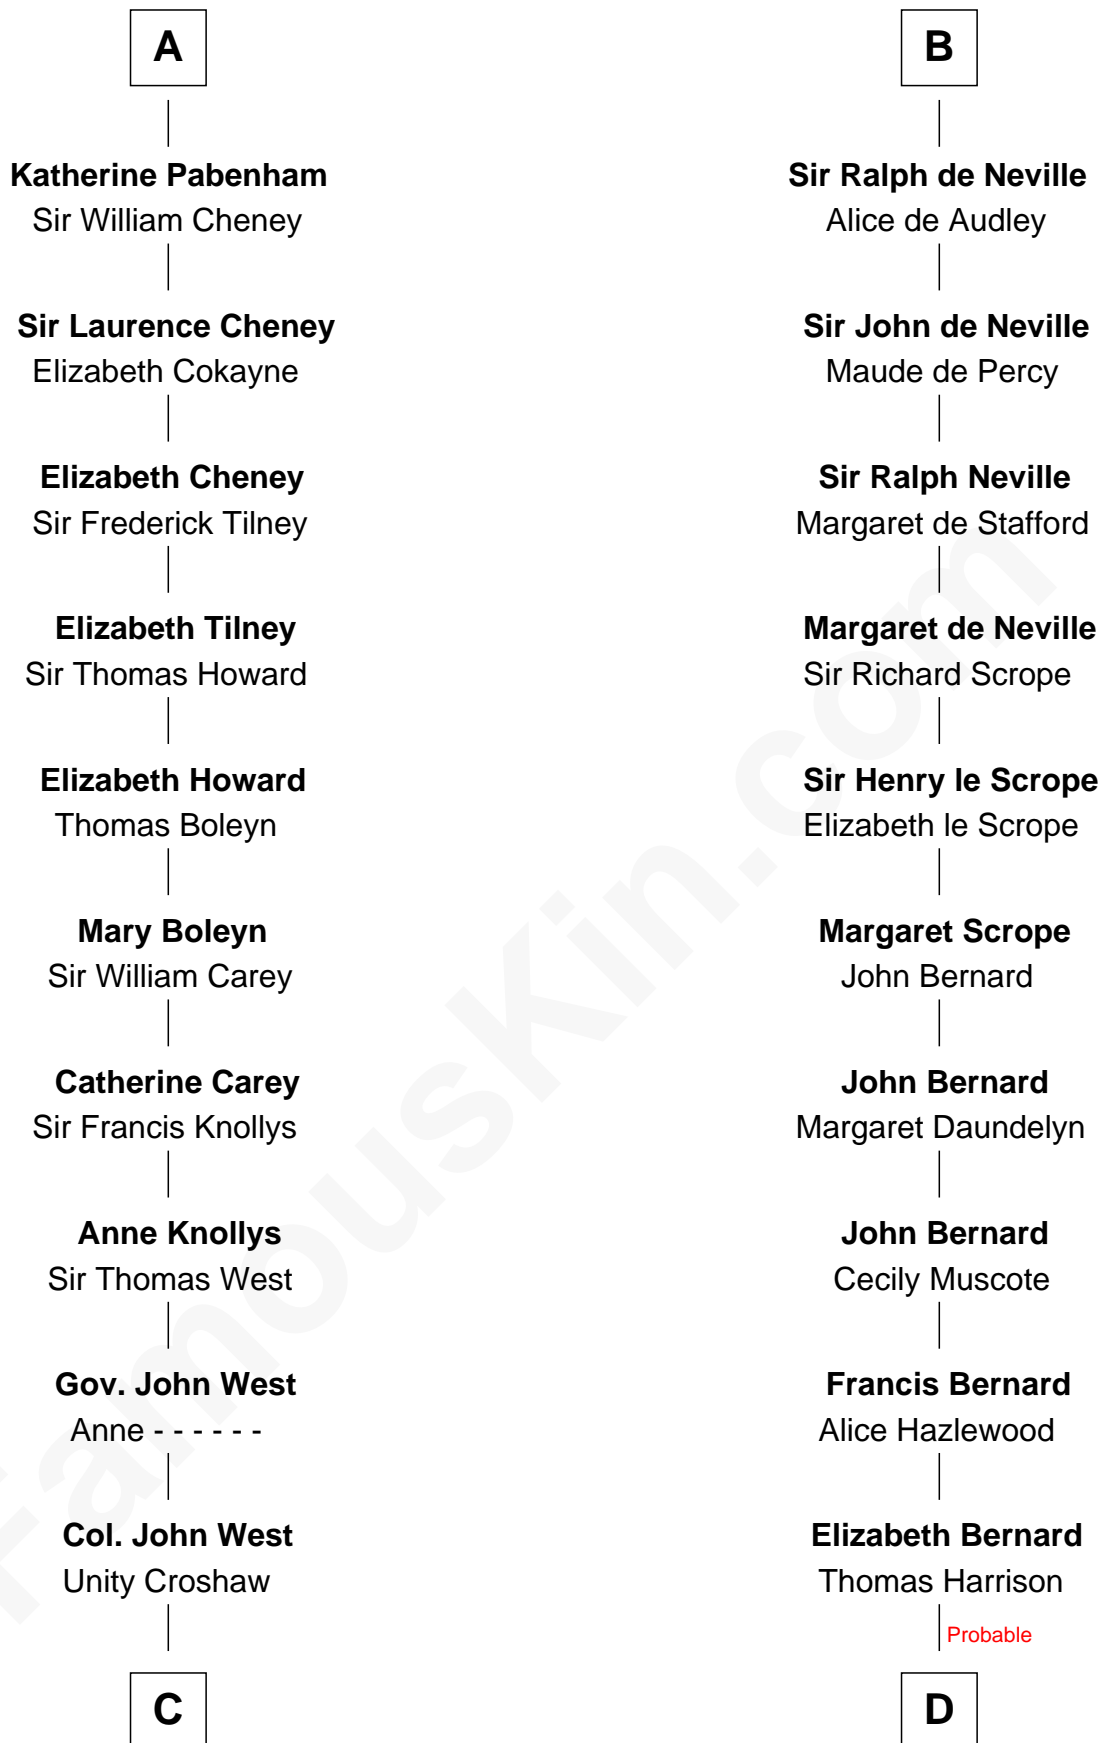 A
Katherine Pabenham
Sir William Cheney
Sir Laurence Cheney
Elizabeth Cokayne
Elizabeth Cheney
Sir Frederick Tilney
Elizabeth Tilney
Sir Thomas Howard
Elizabeth Howard
Thomas Boleyn
Mary Boleyn
Sir William Carey
Catherine Carey
Sir Francis Knollys
Anne Knollys
Sir Thomas West
Gov. John West
Anne - - - - - -
Col. John West
Unity Croshaw
C
B
Sir Ralph de Neville
Alice de Audley
Sir John de Neville
Maude de Percy
Sir Ralph Neville
Margaret de Stafford
Margaret de Neville
Sir Richard Scrope
Sir Henry le Scrope
Elizabeth le Scrope
Margaret Scrope
John Bernard
John Bernard
Margaret Daundelyn
John Bernard
Cecily Muscote
Francis Bernard
Alice Hazlewood
Elizabeth Bernard
Thomas Harrison
Probable
D
FamousKin.com